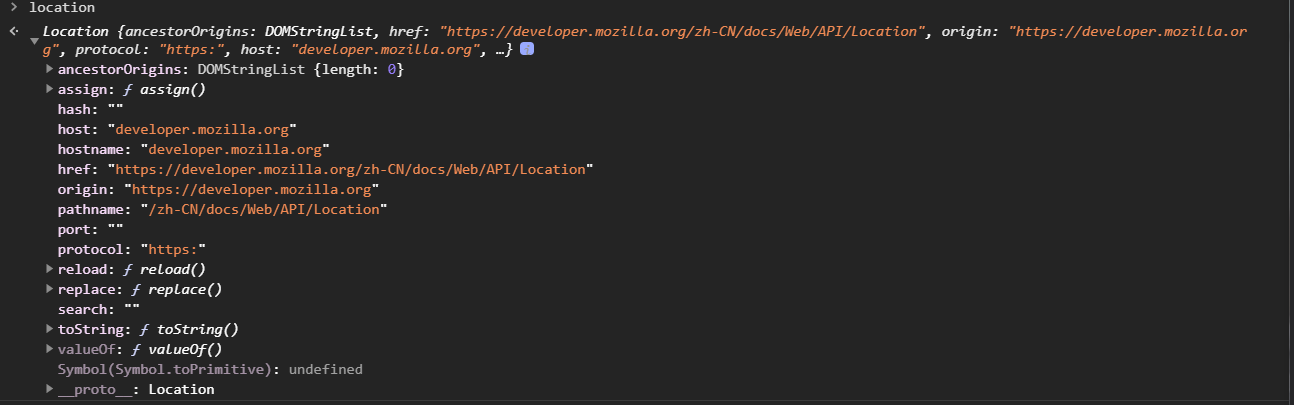 location
Location {ancestorOrigins: DOMStringList, href: "https://developer.mozilla.org/zh-CN/docs/Web/API/Location", origin: "https://developer.mozilla.or
g", protocol: "https:", host: "developer.mozilla.org", …} i
ancestorOrigins: DOMStringList {length: 0}
assign: ƒ assign()
hash: ""
host: "developer.mozilla.org"
hostname: "developer.mozilla.org"
href: "https://developer.mozilla.org/zh-CN/docs/Web/API/Location"
origin: "https://developer.mozilla.org"
pathname: "/zh-CN/docs/Web/API/Location"
port: ""
protocol: "https:"
reload: ƒ reload()
replace: ƒ replace()
search: ""
toString: ƒ toString()
valueOf: ƒ valueOf()
Symbol(Symbol.toPrimitive): undefined
__proto__: Location